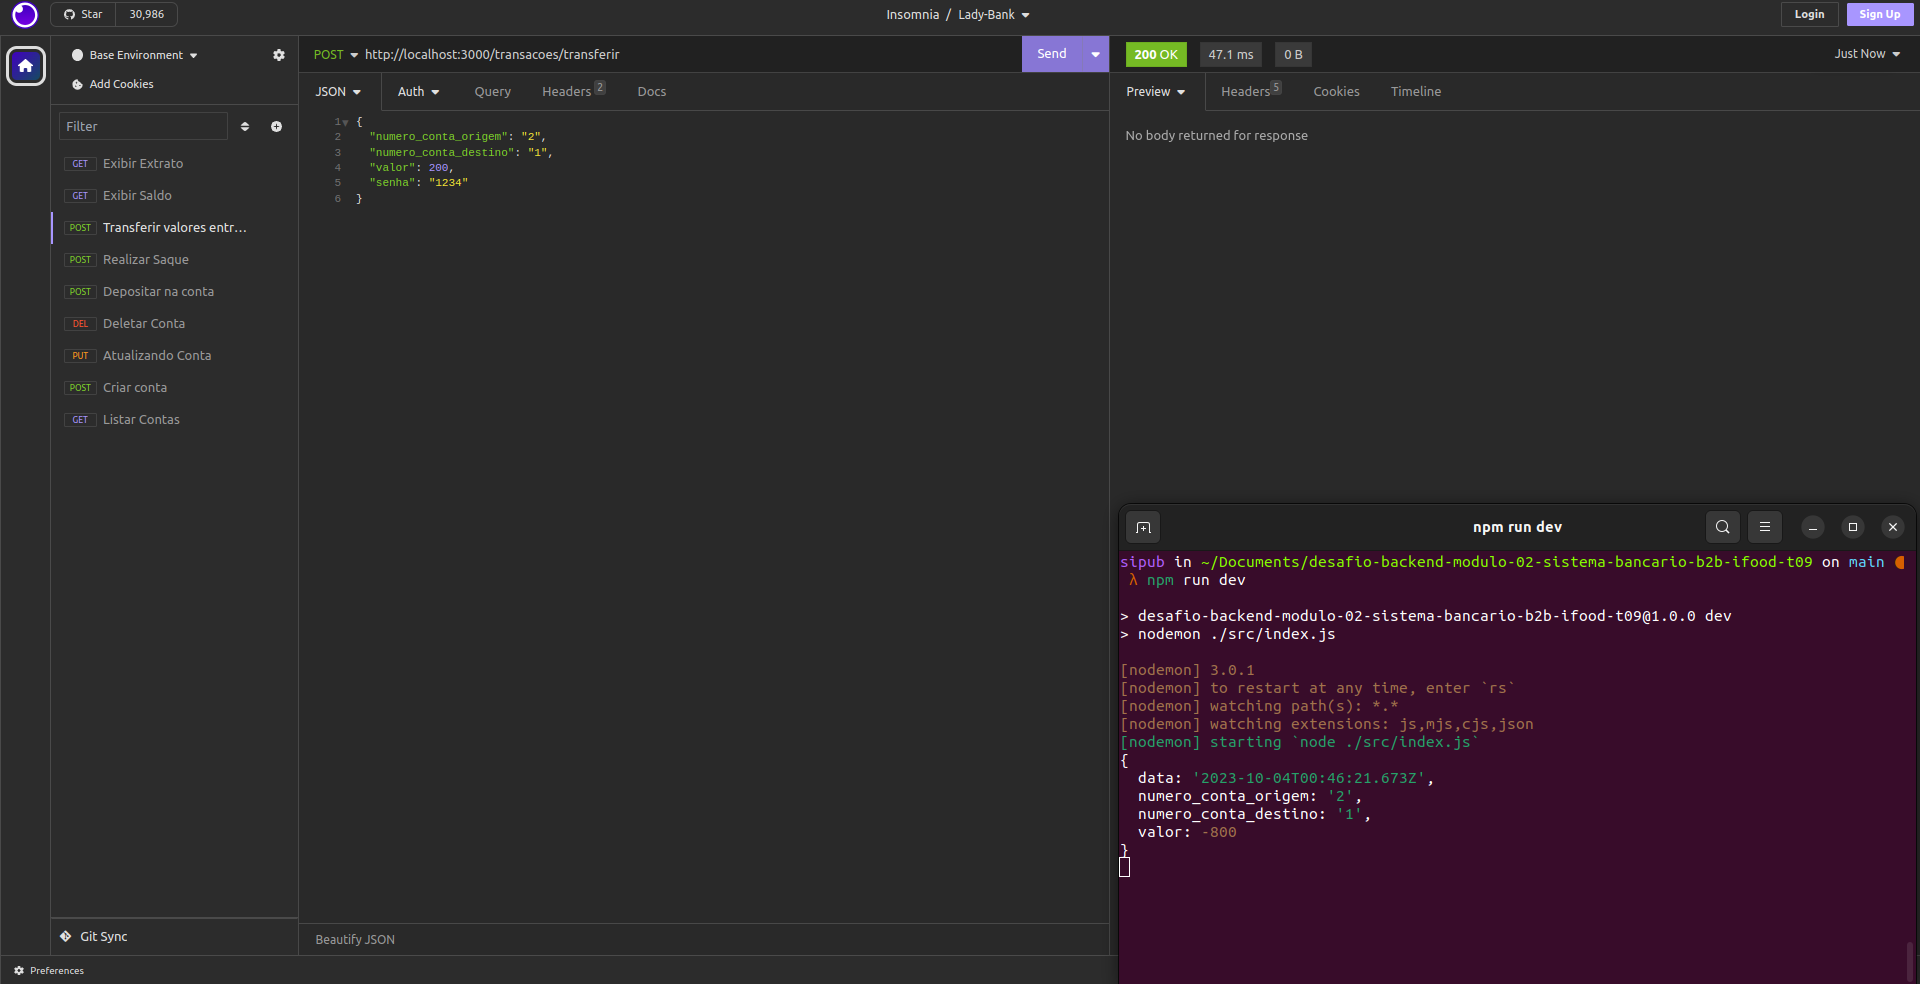 Star 30,986
Insomnia / Lady-Bank
Login Sign Up
Base Environment
Add Cookies
Filter
GET Exibir Extrato
GET Exibir Saldo
POST Transferir valores entr...
POST Realizar Saque
POST Depositar na conta
DEL Deletar Conta
PUT Atualizando Conta
POST Criar conta
GET Listar Contas
Git Sync
Preferences
POST http://localhost:3000/transacoes/transferir Send
JSON Auth Query Headers 2 Docs
1 {
2 "numero_conta_origem": "2",
3 "numero_conta_destino": "1",
4 "valor": 200,
5 "senha": "1234"
6 }
Beautify JSON
200 OK 47.1 ms 0 B Just Now
Preview Headers 5 Cookies Timeline
No body returned for response
npm run dev
sipub in ~/Documents/desafio-backend-modulo-02-sistema-bancario-b2b-ifood-t09 on main
λ npm run dev
> desafio-backend-modulo-02-sistema-bancario-b2b-ifood-t09@1.0.0 dev
> nodemon ./src/index.js
[nodemon] 3.0.1
[nodemon] to restart at any time, enter `rs`
[nodemon] watching path(s): *.*
[nodemon] watching extensions: js,mjs,cjs,json
[nodemon] starting `node ./src/index.js`
{
data: '2023-10-04T00:46:21.673Z',
numero_conta_origem: '2',
numero_conta_destino: '1',
valor: -800
}